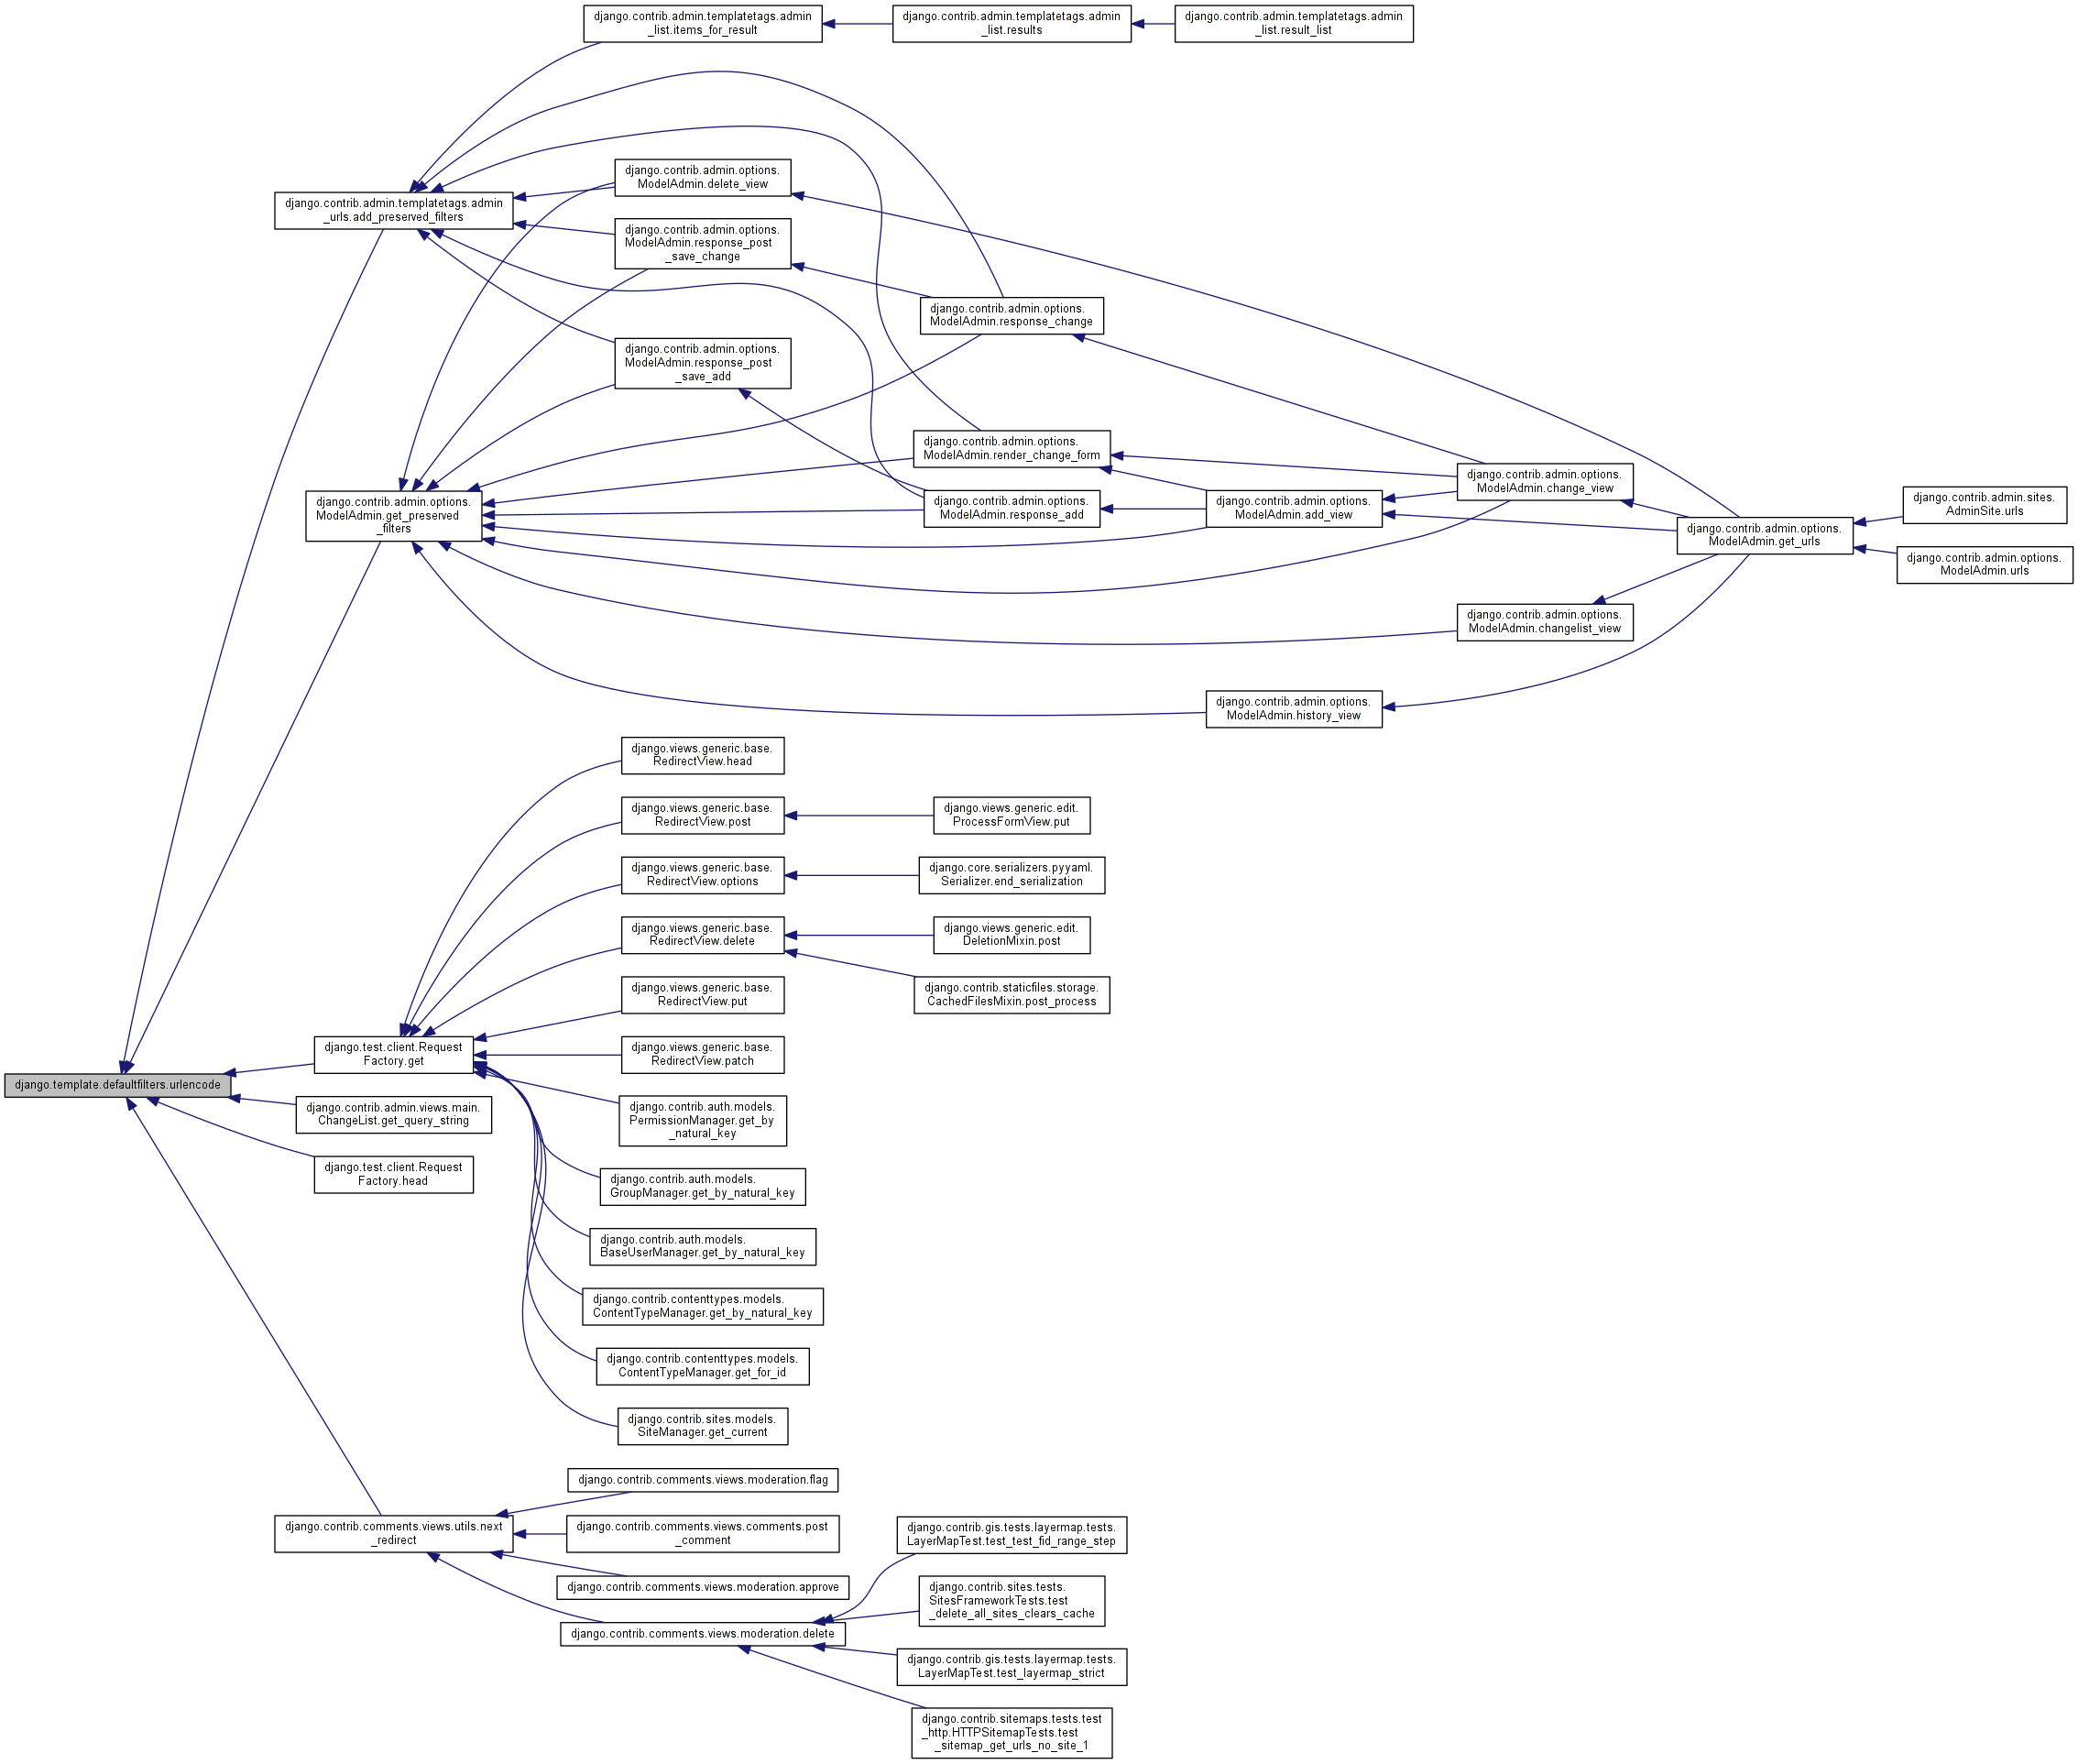 django.contrib.admin.templatetags.admin
_list.items_for_result
django.contrib.admin.templatetags.admin
_list.results
django.contrib.admin.templatetags.admin
_list.result_list
django.contrib.admin.options.
ModelAdmin.delete_view
django.contrib.admin.templatetags.admin
_urls.add_preserved_filters
django.contrib.admin.options.
ModelAdmin.response_post
_save_change
django.contrib.admin.options.
ModelAdmin.response_change
django.contrib.admin.options.
ModelAdmin.response_post
_save_add
django.contrib.admin.options.
ModelAdmin.render_change_form
django.contrib.admin.options.
ModelAdmin.change_view
django.contrib.admin.options.
ModelAdmin.get_preserved
_filters
django.contrib.admin.options.
ModelAdmin.response_add
django.contrib.admin.options.
ModelAdmin.add_view
django.contrib.admin.options.
ModelAdmin.get_urls
django.contrib.admin.sites.
AdminSite.urls
django.contrib.admin.options.
ModelAdmin.urls
django.contrib.admin.options.
ModelAdmin.changelist_view
django.contrib.admin.options.
ModelAdmin.history_view
django.views.generic.base.
RedirectView.head
django.views.generic.base.
RedirectView.post
django.views.generic.edit.
ProcessFormView.put
django.views.generic.base.
RedirectView.options
django.core.serializers.pyyaml.
Serializer.end_serialization
django.views.generic.base.
RedirectView.delete
django.views.generic.edit.
DeletionMixin.post
django.views.generic.base.
RedirectView.put
django.contrib.staticfiles.storage.
CachedFilesMixin.post_process
django.test.client.Request
Factory.get
django.views.generic.base.
RedirectView.patch
django.template.defaultfilters.urlencode
django.contrib.admin.views.main.
ChangeList.get_query_string
django.contrib.auth.models.
PermissionManager.get_by
_natural_key
django.test.client.Request
Factory.head
django.contrib.auth.models.
GroupManager.get_by_natural_key
django.contrib.auth.models.
BaseUserManager.get_by_natural_key
django.contrib.contenttypes.models.
ContentTypeManager.get_by_natural_key
django.contrib.contenttypes.models.
ContentTypeManager.get_for_id
django.contrib.sites.models.
SiteManager.get_current
django.contrib.comments.views.moderation.flag
django.contrib.comments.views.utils.next
_redirect
django.contrib.comments.views.comments.post
_comment
django.contrib.gis.tests.layermap.tests.
LayerMapTest.test_test_fid_range_step
django.contrib.comments.views.moderation.approve
django.contrib.sites.tests.
SitesFrameworkTests.test
_delete_all_sites_clears_cache
django.contrib.comments.views.moderation.delete
django.contrib.gis.tests.layermap.tests.
LayerMapTest.test_layermap_strict
django.contrib.sitemaps.tests.test
_http.HTTPSitemapTests.test
_sitemap_get_urls_no_site_1